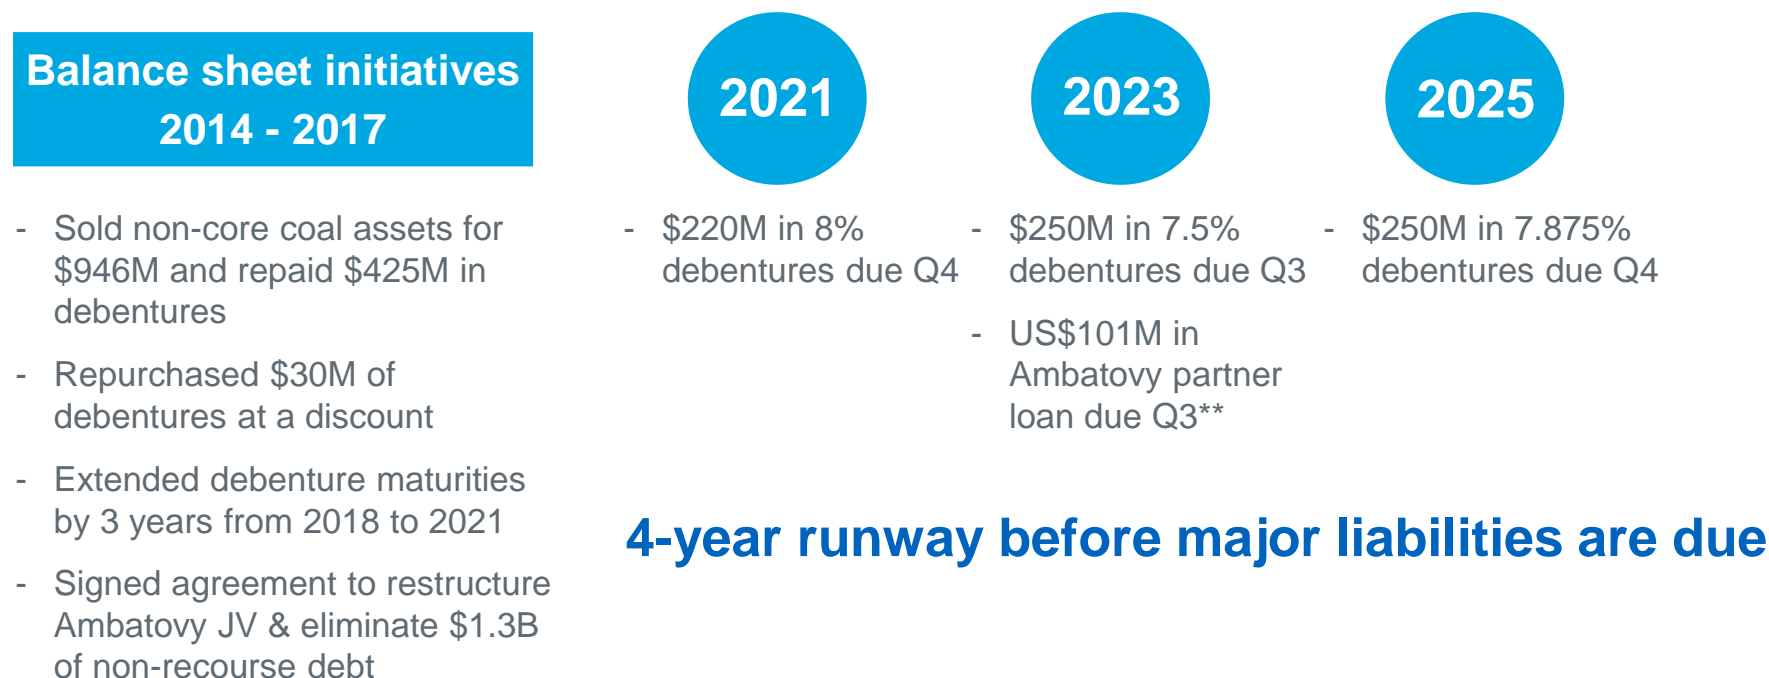 Balance sheet initiatives
2014 - 2017
- Sold non-core coal assets for
$946M and repaid $425M in
debentures
- Repurchased $30M of
debentures at a discount
- Extended debenture maturities
by 3 years from 2018 to 2021
- Signed agreement to restructure
Ambatovy JV & eliminate $1.3B
of non-recourse debt
2021
- $220M in 8%
debentures due Q4
2023
- $250M in 7.5%
debentures due Q3
- US$101M in
Ambatovy partner
loan due Q3**
2025
- $250M in 7.875%
debentures due Q4
4-year runway before major liabilities are due